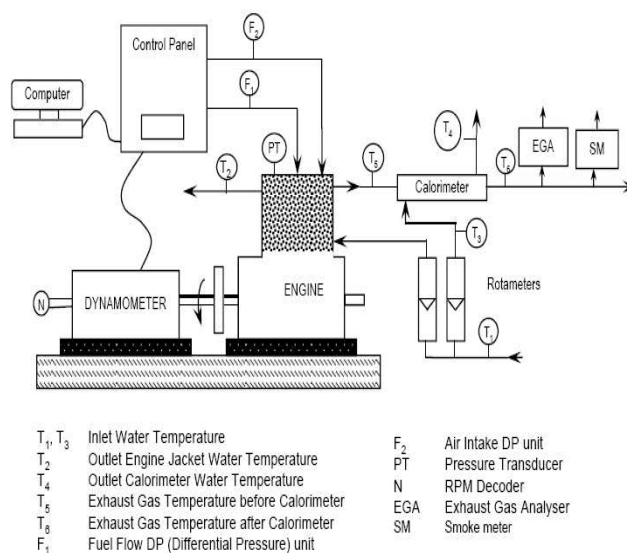 F2
Control Panel
F1
Computer
PT
T2
T5
T4
T6
EGA
SM
Calorimeter
T3
N
DYNAMOMETER
ENGINE
Rotameters
T1
T1, T3 Inlet Water Temperature
T2 Outlet Engine Jacket Water Temperature
T4 Outlet Calorimeter Water Temperature
T5 Exhaust Gas Temperature before Calorimeter
T6 Exhaust Gas Temperature after Calorimeter
F1 Fuel Flow DP (Differential Pressure) unit
F2 Air Intake DP unit
PT Pressure Transducer
N RPM Decoder
EGA Exhaust Gas Analyser
SM Smoke meter